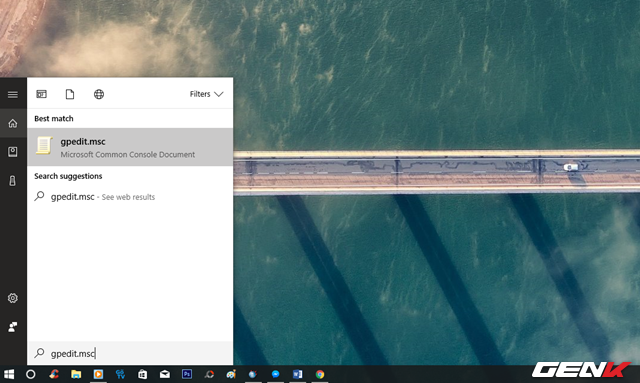 Filters
Best match
gpedit.msc
Microsoft Common Console Document
Search suggestions
gpedit.msc - See web results
gpedit.msc
GENK